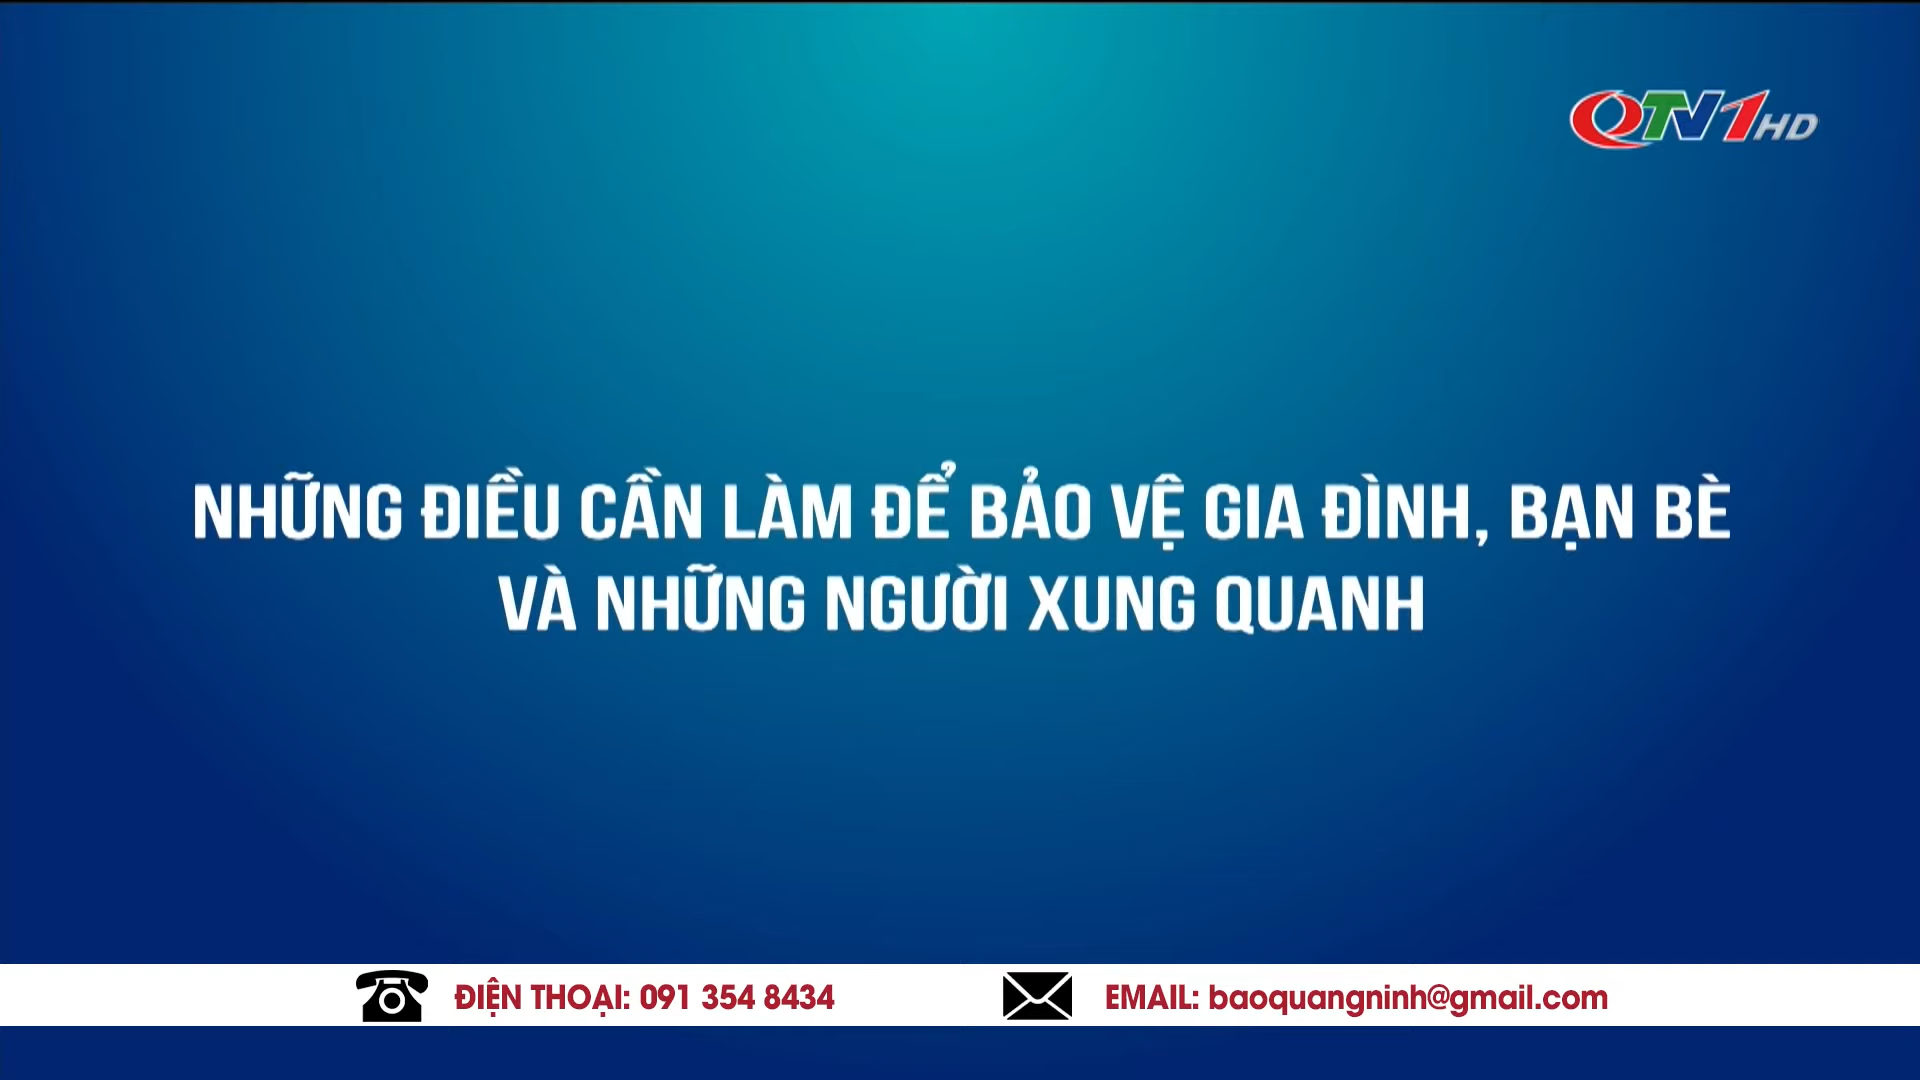 QTV1HD
NHỮNG ĐIỀU CẦN LÀM ĐỂ BẢO VỆ GIA ĐÌNH, BẠN BÈ
VÀ NHỮNG NGƯỜI XUNG QUANH
ĐIỆN THOẠI: 091 354 8434
EMAIL: baoquangninh@gmail.com